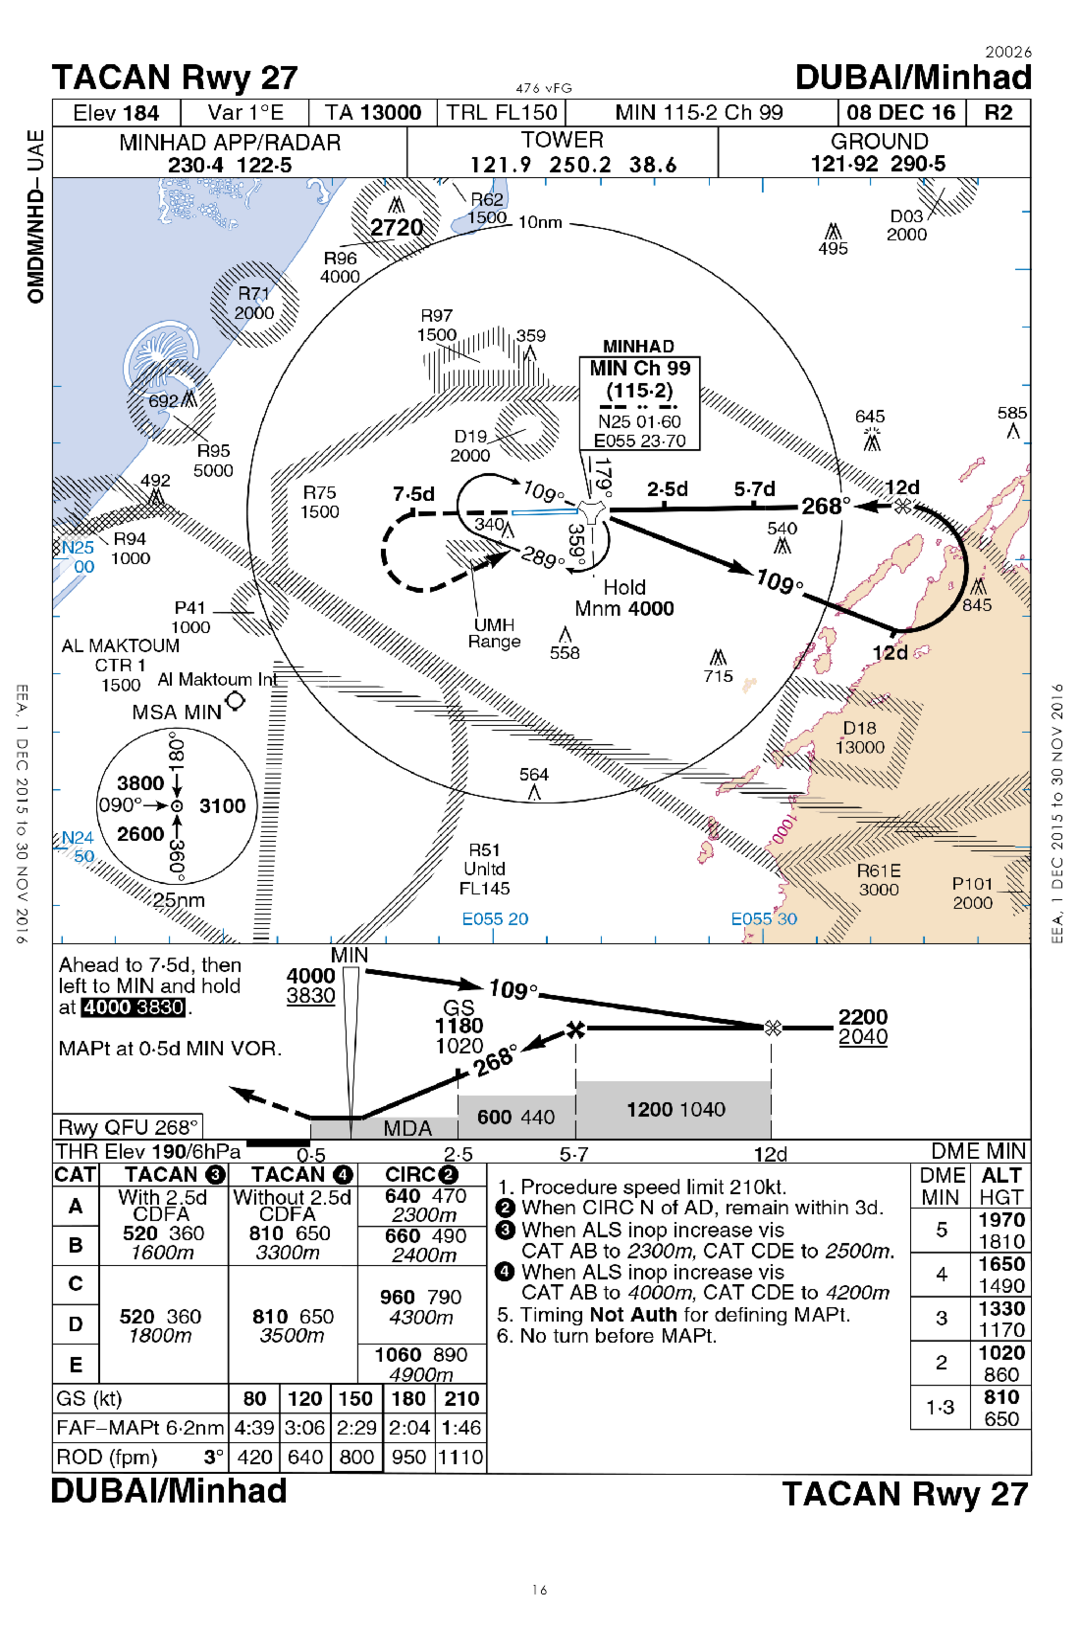 20026
TACAN Rwy 27
476 vFG
DUBAI/Minhad
Elev 184
Var 1°E
TA 13000
TRL FL150
MIN 115·2 Ch 99
08 DEC 16
R2
MINHAD APP/RADAR
230·4 122·5
TOWER
121.9 250.2 38.6
GROUND
121·92 290·5
OMDM/NHD– UAE
R62
1500
10nm
2720
R96
4000
D03
2000
495
R71
2000
R97
1500
359
MINHAD
MIN Ch 99
(115·2)
N25 01·60
E055 23·70
692
R95
5000
D19
2000
645
585
492
R75
1500
7·5d
109°
179°
2·5d
5·7d
268°
12d
R94
1000
N25
00
340
289°
359°
540
109°
Hold
Mnm 4000
845
P41
1000
UMH
Range
558
12d
715
AL MAKTOUM
CTR 1
1500
Al Maktoum Int
MSA MIN
180°
3800
090°
3100
2600
360°
25nm
D18
13000
564
1000
N24
50
R51
Unltd
FL145
R61E
3000
P101
2000
E055 20
E055 30
EEA, 1 DEC 2015 to 30 NOV 2016
EEA, 1 DEC 2015 to 30 NOV 2016
Ahead to 7·5d, then
left to MIN and hold
at 4000 3830.
MAPt at 0·5d MIN VOR.
MIN
4000
3830
109°
GS
1180
1020
268°
2200
2040
600 440
1200 1040
MDA
Rwy QFU 268°
THR Elev 190/6hPa
0·5
2·5
5·7
12d
DME MIN
CAT
TACAN 3
TACAN 4
CIRC 2
A
With 2.5d
CDFA
Without 2.5d
CDFA
640 470
2300m
B
520 360
1600m
810 650
3300m
660 490
2400m
C
D
E
520 360
1800m
810 650
3500m
960 790
4300m
1060 890
4900m
GS (kt)
80
120
150
180
210
FAF–MAPt 6·2nm
4:39
3:06
2:29
2:04
1:46
ROD (fpm)
3°
420
640
800
950
1110
1. Procedure speed limit 210kt.
2 When CIRC N of AD, remain within 3d.
3 When ALS inop increase vis
CAT AB to 2300m, CAT CDE to 2500m.
4 When ALS inop increase vis
CAT AB to 4000m, CAT CDE to 4200m
5. Timing Not Auth for defining MAPt.
6. No turn before MAPt.
DME
MIN
ALT
HGT
5
1970
1810
4
1650
1490
3
1330
1170
2
1020
860
1·3
810
650
DUBAI/Minhad
TACAN Rwy 27
16